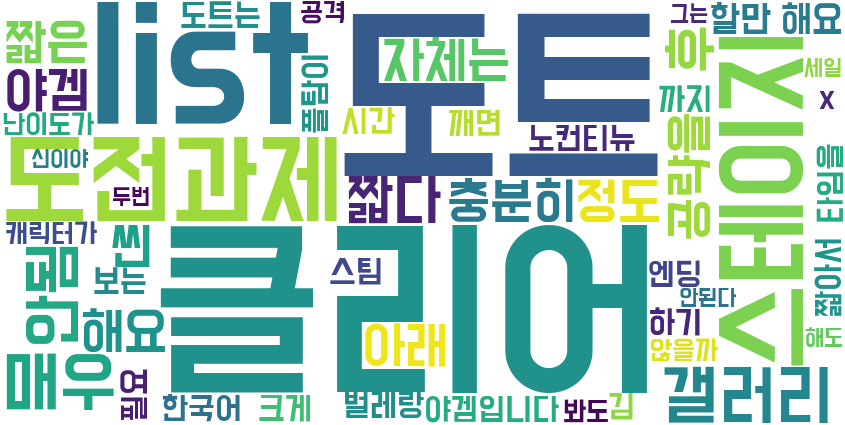 list
도트
클리어
도전과제
스테이지
짧은
야겜
난이도가
신이야
두번
도트는
공격
자체는
플탐이
시간
깨면
노컨티뉴
짧다
충분히
정도
후
공략을
까지
그는
할만 해요
세일
x
짧아서 타임을
캐릭터가
씬
보는
안됨
해요
매우
필요
한국어
크게
스팀
아래
벌레랑
야겜입니다
봐도
김
엔딩
하기
안된다
않을까
해도
갤러리